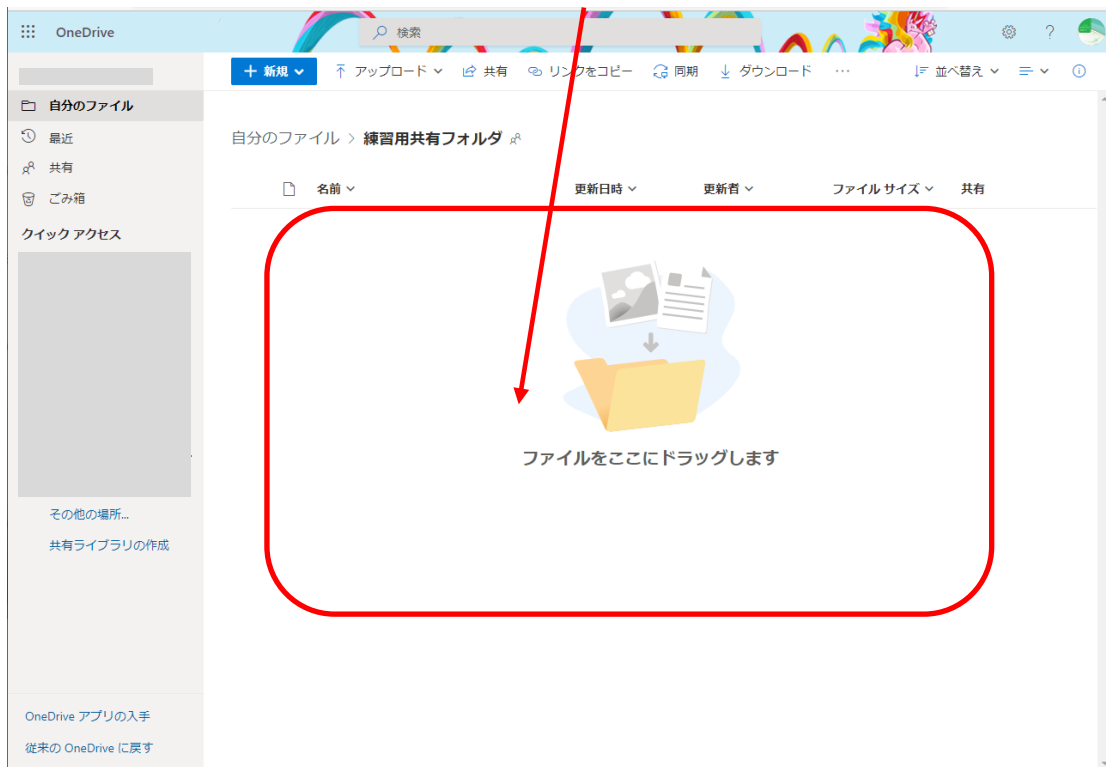 OneDrive
検索
?
+ 新規
アップロード
共有
リンクをコピー
同期
ダウンロード
...
並べ替え
自分のファイル
最近
共有
ごみ箱
クイック アクセス
その他の場所...
共有ライブラリの作成
OneDrive アプリの入手
従来の OneDrive に戻す
自分のファイル > 練習用共有フォルダ
名前 更新日時 更新者 ファイル サイズ 共有
ファイルをここにドラッグします